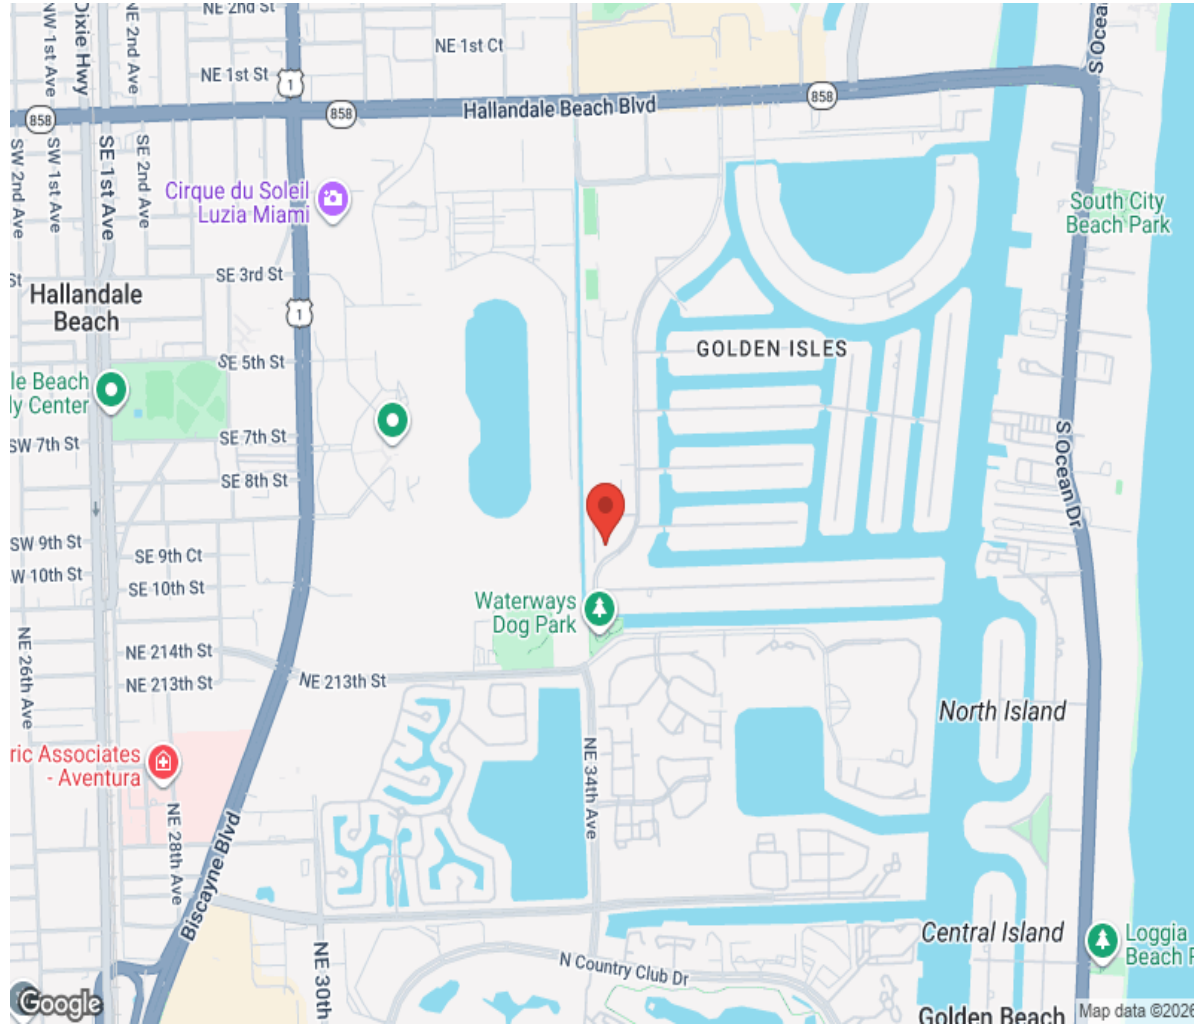 NE 2nd St
Dixie Hwy
NW 1st Ave
NE 2nd Ave
NE 1st Ct
S Ocean
NE 1st St
1
858
858
858
Hallandale Beach Blvd
SW 2nd Ave
SW 1st Ave
SE 1st Ave
SE 2nd Ave
Cirque du Soleil
Luzia Miami
South City
Beach Park
SE 3rd St
St
Hallandale
Beach
1
GOLDEN ISLES
SE 5th St
le Beach
ly Center
SE 7th St
SW 7th St
S Ocean Dr
SE 8th St
SW 9th St
SE 9th Ct
W 10th St
SE 10th St
Waterways
Dog Park
NE 26th Ave
NE 214th St
NE 213th St
NE 213th St
North Island
ric Associates
- Aventura
NE 34th Ave
NE 28th Ave
Biscayne Blvd
Central Island
Loggia
Beach P
NE 30th
N Country Club Dr
Google
Golden Beach
Map data ©2026